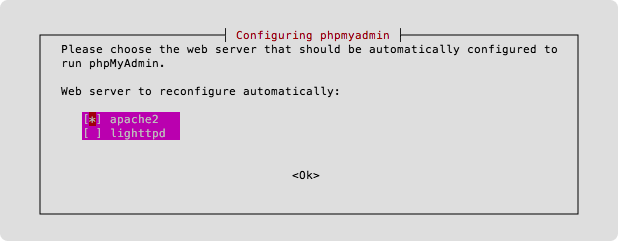 Configuring phpmyadmin
Please choose the web server that should be automatically configured to
run phpMyAdmin.
Web server to reconfigure automatically:
[*] apache2
[ ] lighttpd
<Ok>